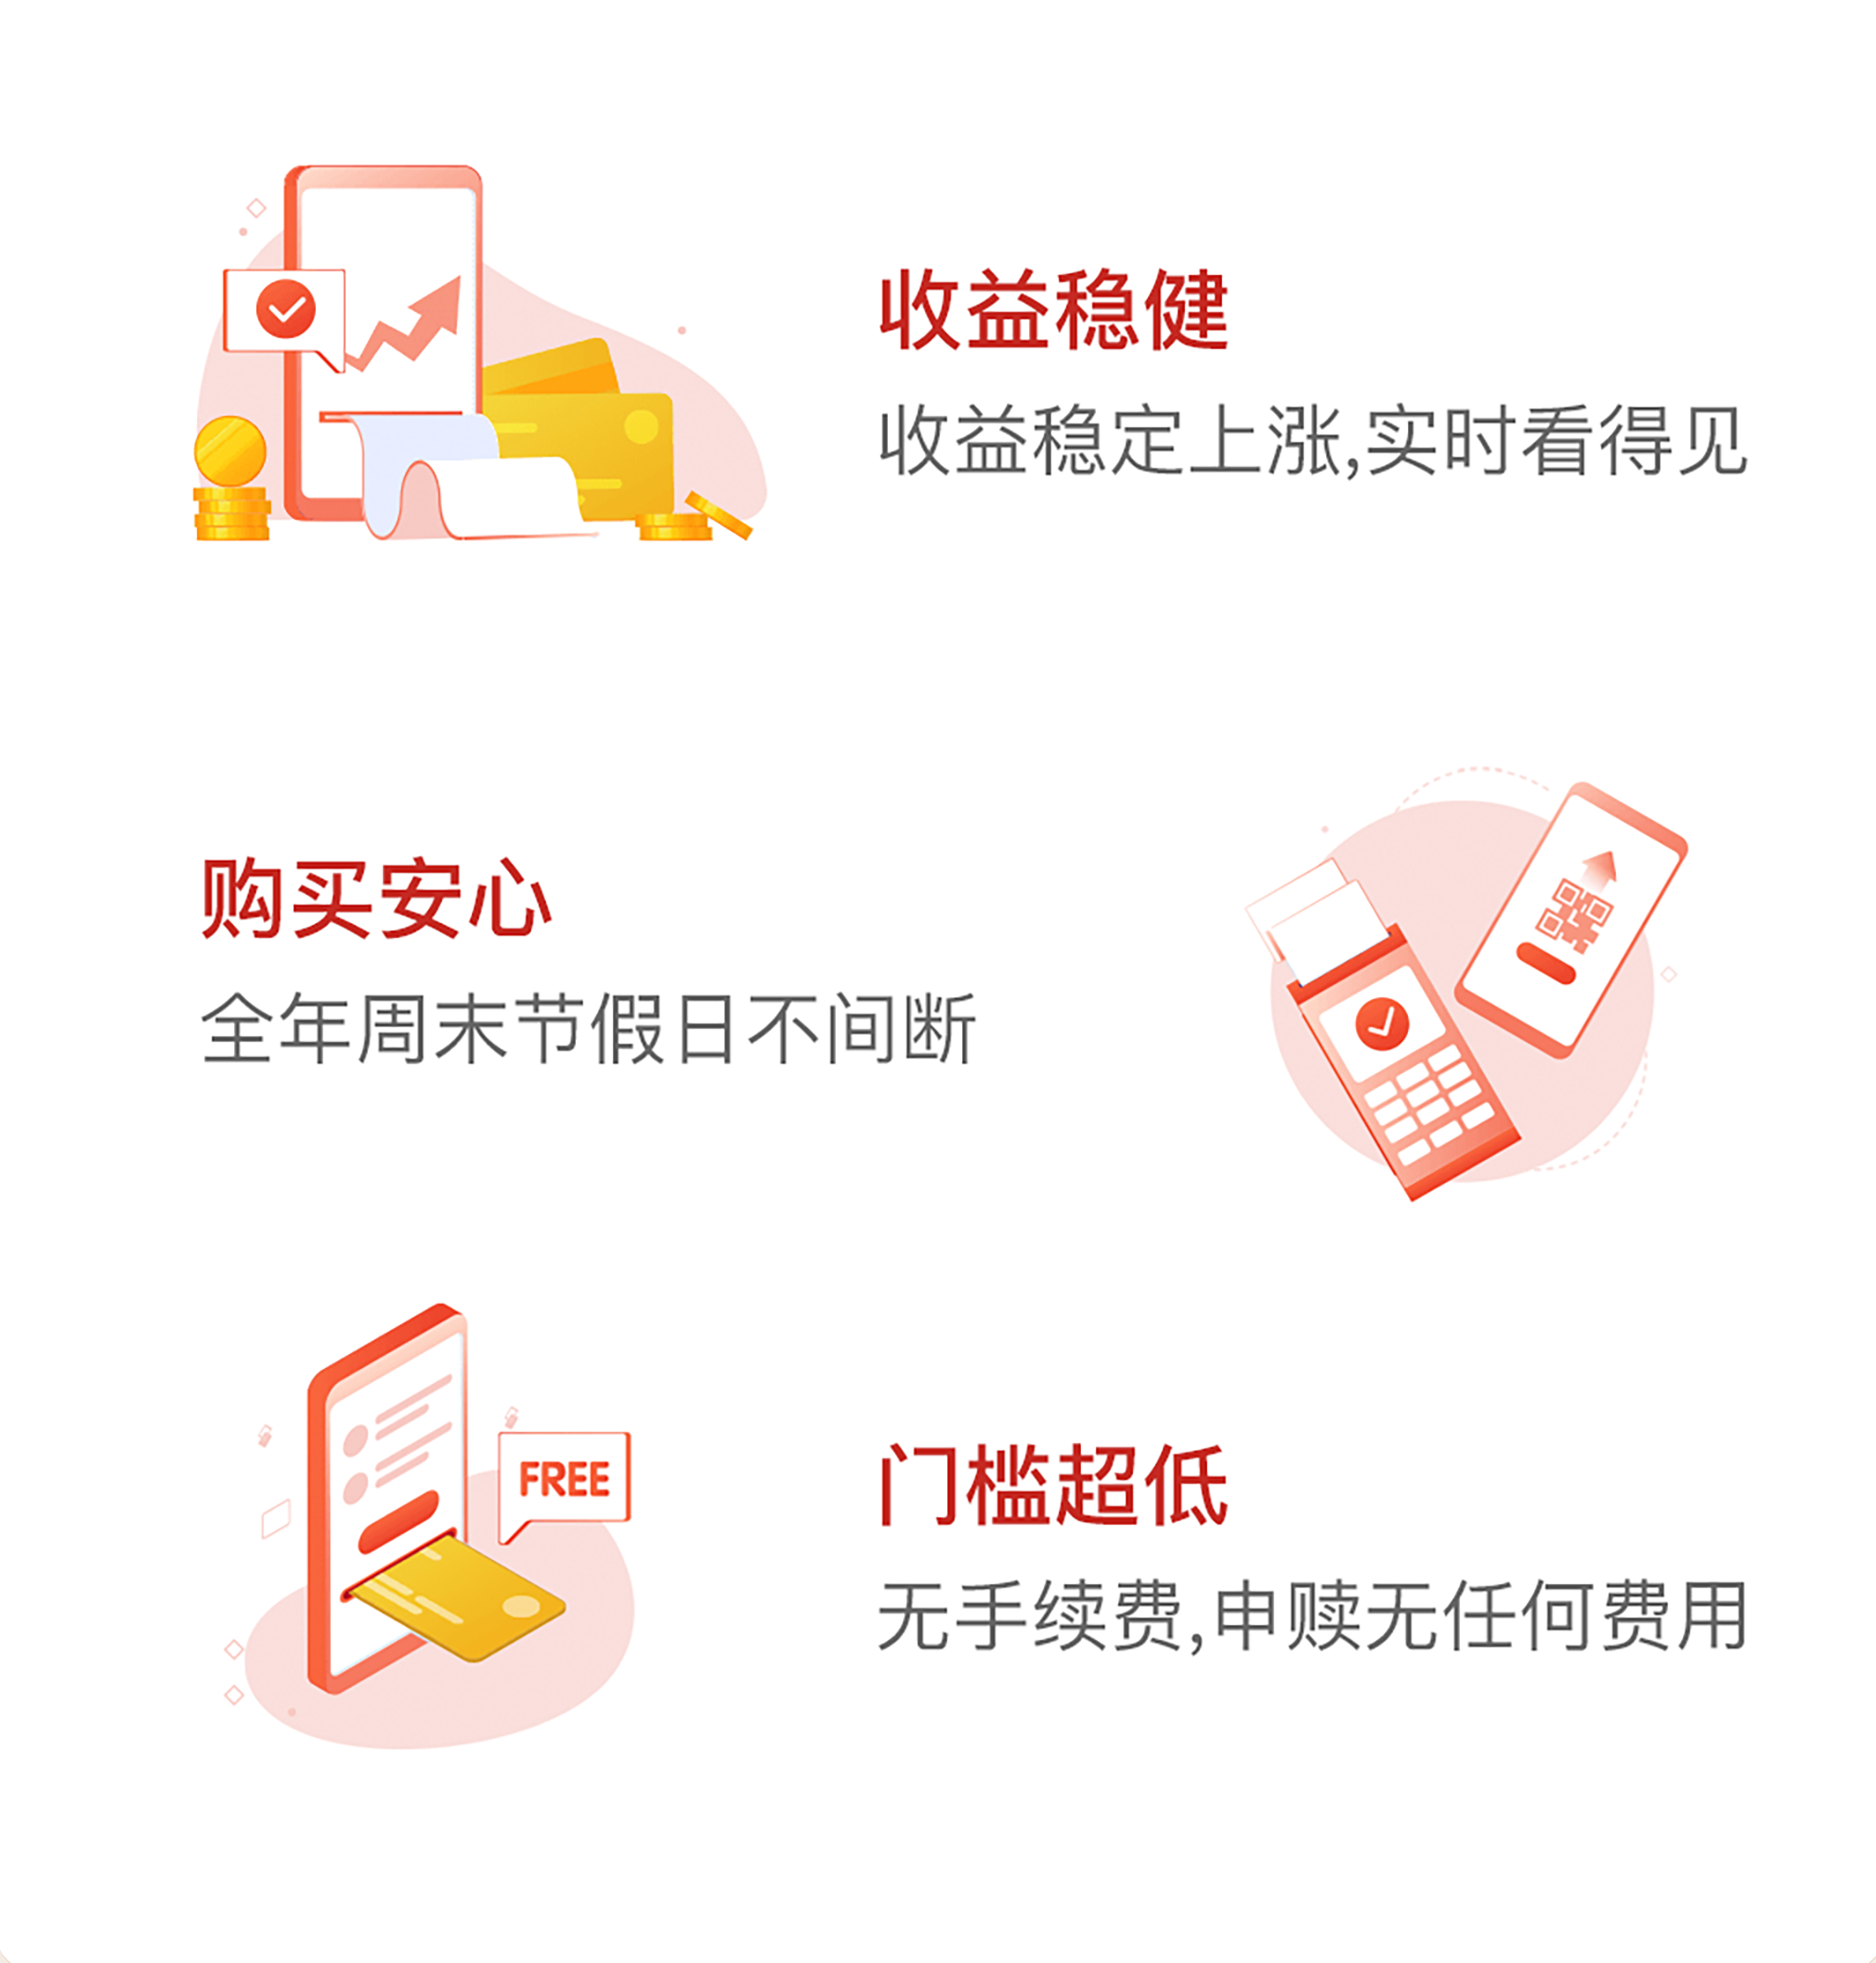 收益稳健
收益稳定上涨,实时看得见
购买安心
全年周末节假日不间断
FREE
门槛超低
无手续费,申赎无任何费用